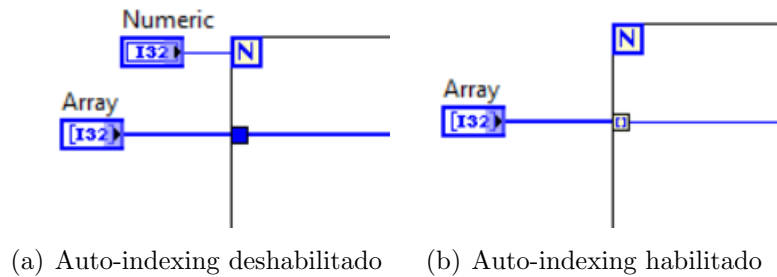 Numeric
I32
N
Array
[I32]
N
Array
[I32]
[]
(a) Auto-indexing deshabilitado
(b) Auto-indexing habilitado